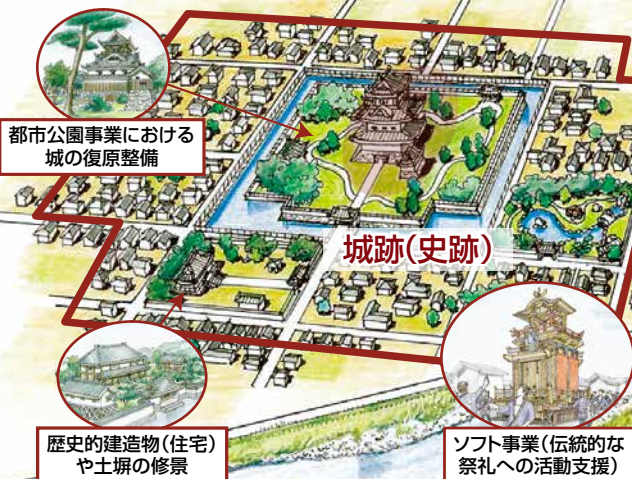 都市公園事業における
城の復原整備
城跡(史跡)
歴史的建造物(住宅)
や土塀の修景
ソフト事業(伝統的な
祭礼への活動支援)